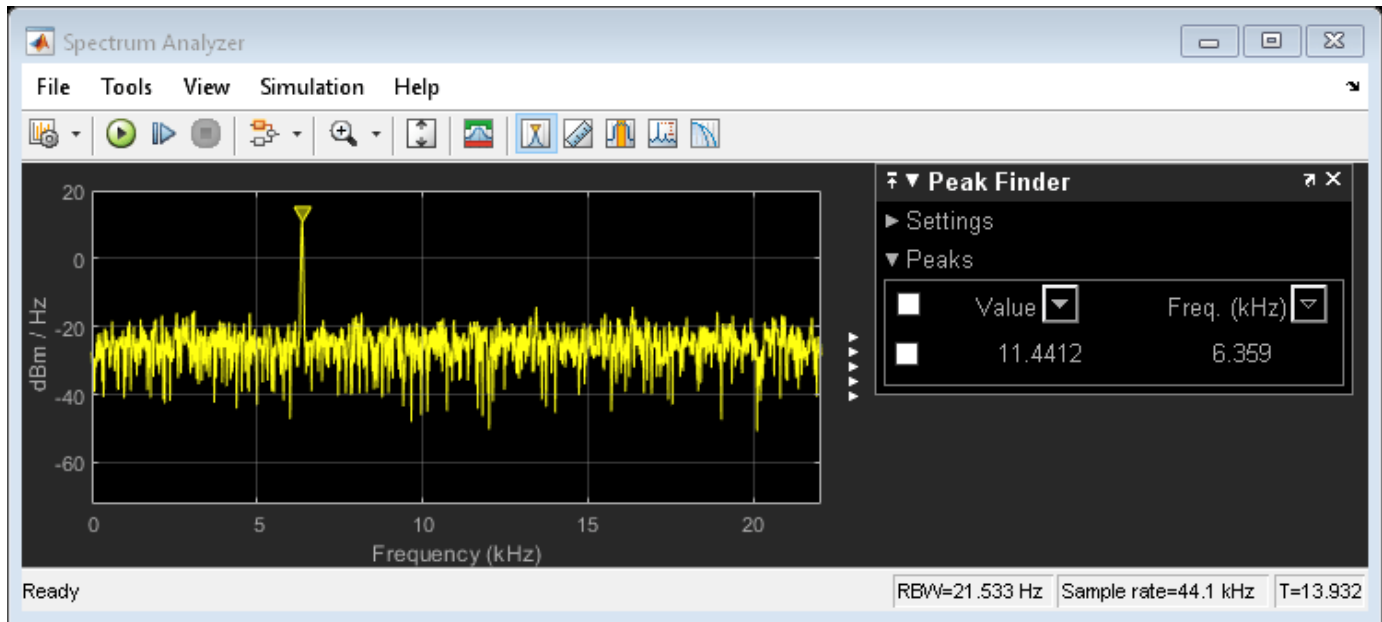 Spectrum Analyzer
File Tools View Simulation Help
Peak Finder
Settings
Peaks
Value Freq. (kHz)
11.4412 6.359
20
0
-20
-40
-60
dBm / Hz
0 5 10 15 20
Frequency (kHz)
Ready RBW=21.533 Hz Sample rate=44.1 kHz T=13.932